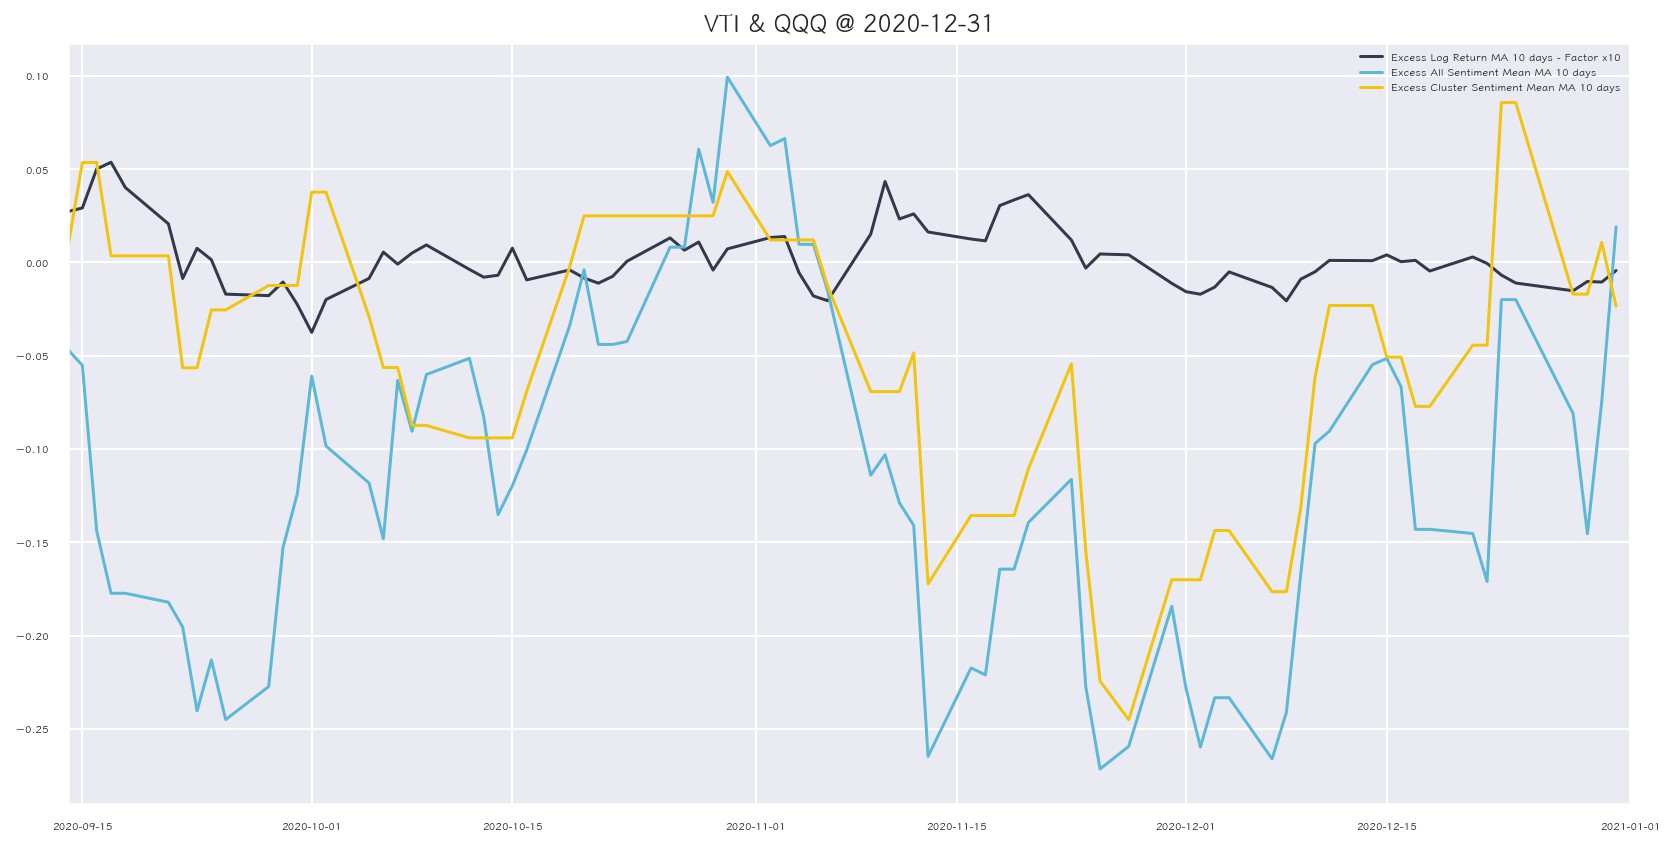 VTI & QQQ @ 2020-12-31
Excess Log Return MA 10 days - Factor x10
Excess All Sentiment Mean MA 10 days
Excess Cluster Sentiment Mean MA 10 days
0.10
0.05
0.00
−0.05
−0.10
−0.15
−0.20
−0.25
2020-09-15 2020-10-01 2020-10-15 2020-11-01 2020-11-15 2020-12-01 2020-12-15 2021-01-01